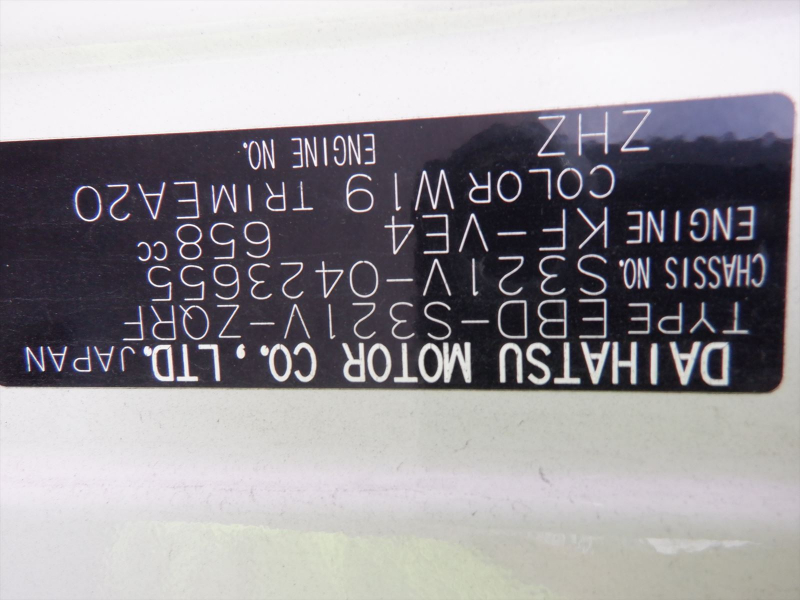 DAIHATSU MOTOR CO., LTD. JAPAN
TYPE EBD-S321V-ZQRF
CHASSIS NO. S321V-0423655
ENGINE KF-VE4 658cc
COLOR W19 TRIM EA20
ZHZ ENGINE NO.